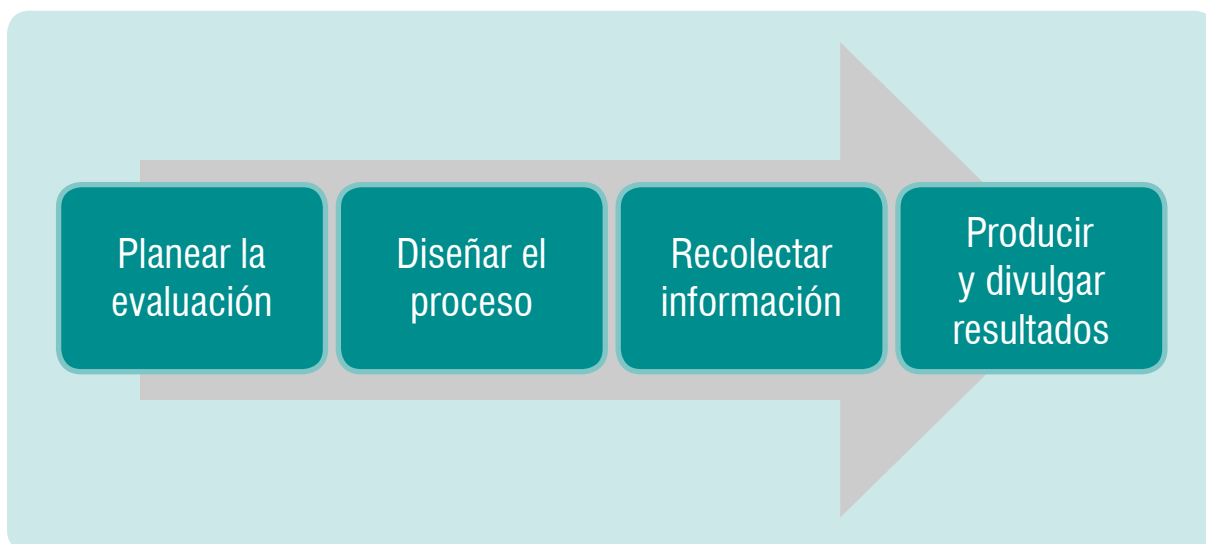 Planear la
evaluación
Diseñar el
proceso
Recolectar
información
Producir
y divulgar
resultados